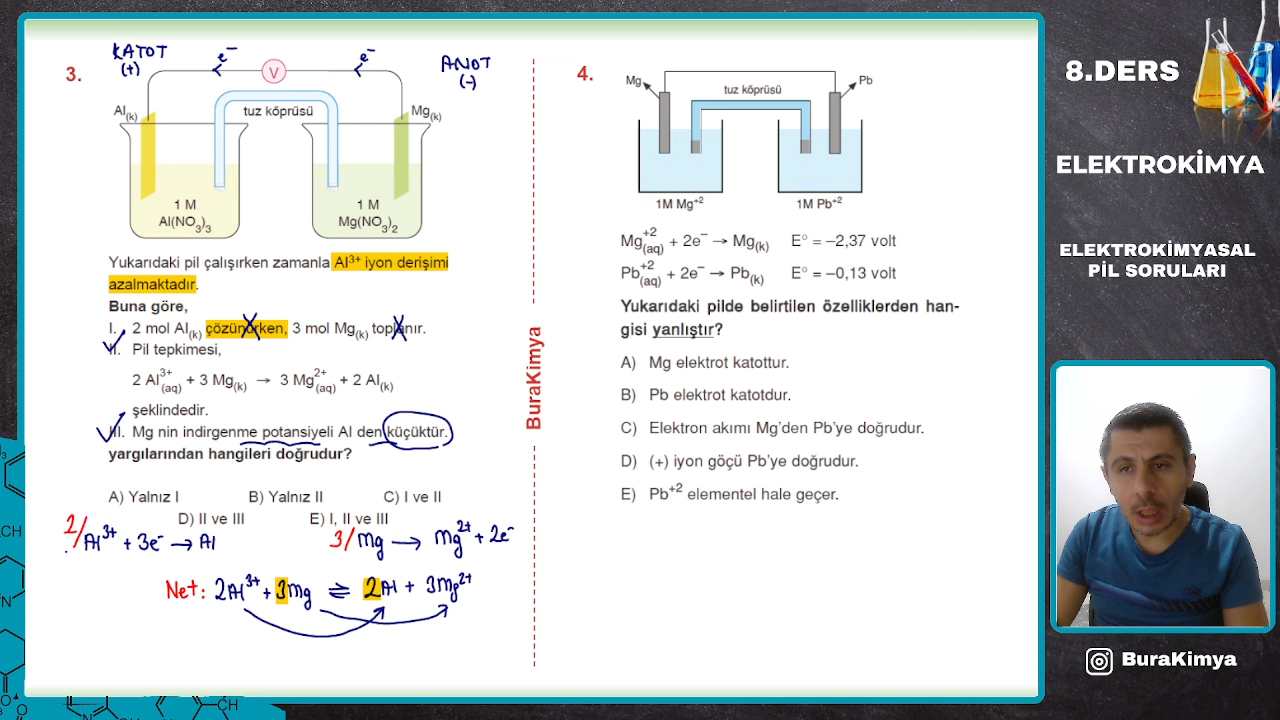 3.
KATOT
(+)
e⁻
e⁻
V
ANOT
(-)
Al(k)
tuz köprüsü
Mg(k)
1 M
Al(NO3)3
1 M
Mg(NO3)2
Yukarıdaki pil çalışırken zamanla Al³⁺ iyon derişimi
azalmaktadır.
Buna göre,
I. 2 mol Al(k) çözünürken, 3 mol Mg(k) toplanır.
II. Pil tepkimesi,
2 Al³⁺(aq) + 3 Mg(k) → 3 Mg²⁺(aq) + 2 Al(k)
şeklindedir.
III. Mg nin indirgenme potansiyeli Al den küçüktür.
yargılarından hangileri doğrudur?
A) Yalnız I B) Yalnız II C) I ve II
D) II ve III E) I, II ve III
2/ Al³⁺ + 3e⁻ → Al
3/ Mg → Mg²⁺ + 2e⁻
Net: 2Al³⁺ + 3Mg ⇌ 2Al + 3Mg²⁺
BuraKimya
4.
Mg
tuz köprüsü
Pb
1M Mg⁺²
1M Pb⁺²
Mg⁺²(aq) + 2e⁻ → Mg(k) E° = –2,37 volt
Pb⁺²(aq) + 2e⁻ → Pb(k) E° = –0,13 volt
Yukarıdaki pilde belirtilen özelliklerden han-
gisi yanlıştır?
A) Mg elektrot katottur.
B) Pb elektrot katotdur.
C) Elektron akımı Mg'den Pb'ye doğrudur.
D) (+) iyon göçü Pb'ye doğrudur.
E) Pb⁺² elementel hale geçer.
8.DERS
ELEKTROKİMYA
ELEKTROKİMYASAL
PİL SORULARI
BuraKimya
CH
N
O
O
CH